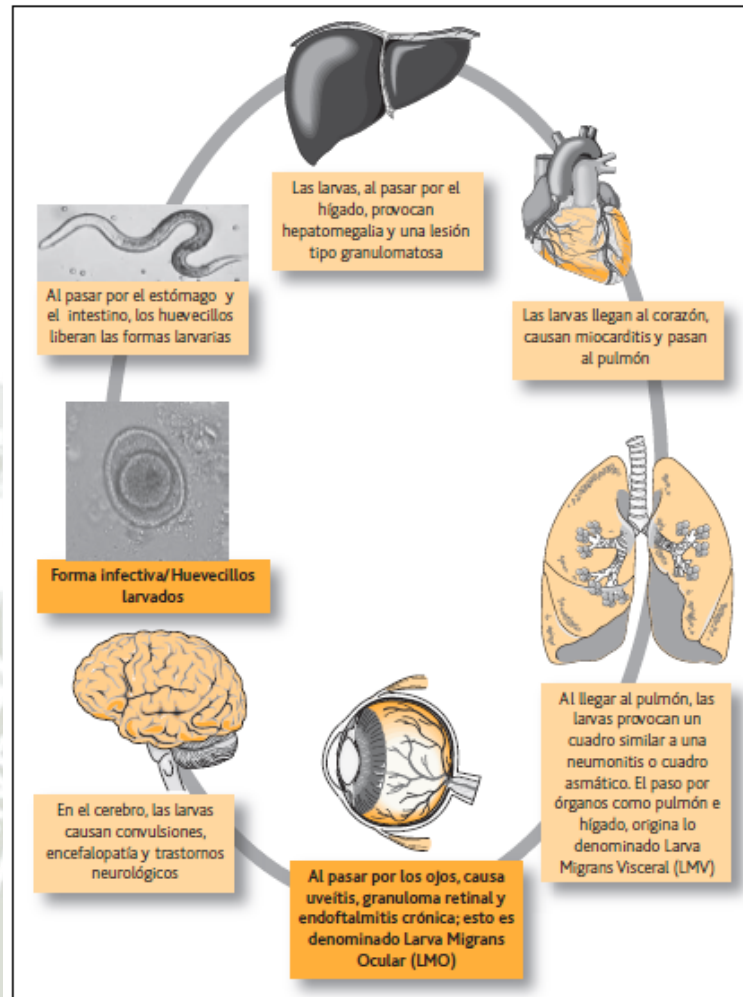 Las larvas, al pasar por el
hígado, provocan
hepatomegalia y una lesión
tipo granulomatosa
Al pasar por el estómago y
el intestino, los huevecillos
liberan las formas larvarias
Las larvas llegan al corazón,
causan miocarditis y pasan
al pulmón
Forma infectiva/Huevecillos
larvados
Al llegar al pulmón, las
larvas provocan un
cuadro similar a una
neumonitis o cuadro
asmático. El paso por
órganos como pulmón e
hígado, origina lo
denominado Larva
Migrans Visceral (LMV)
En el cerebro, las larvas
causan convulsiones,
encefalopatía y trastornos
neurológicos
Al pasar por los ojos, causa
uveítis, granuloma retinal y
endoftalmitis crónica; esto es
denominado Larva Migrans
Ocular (LMO)